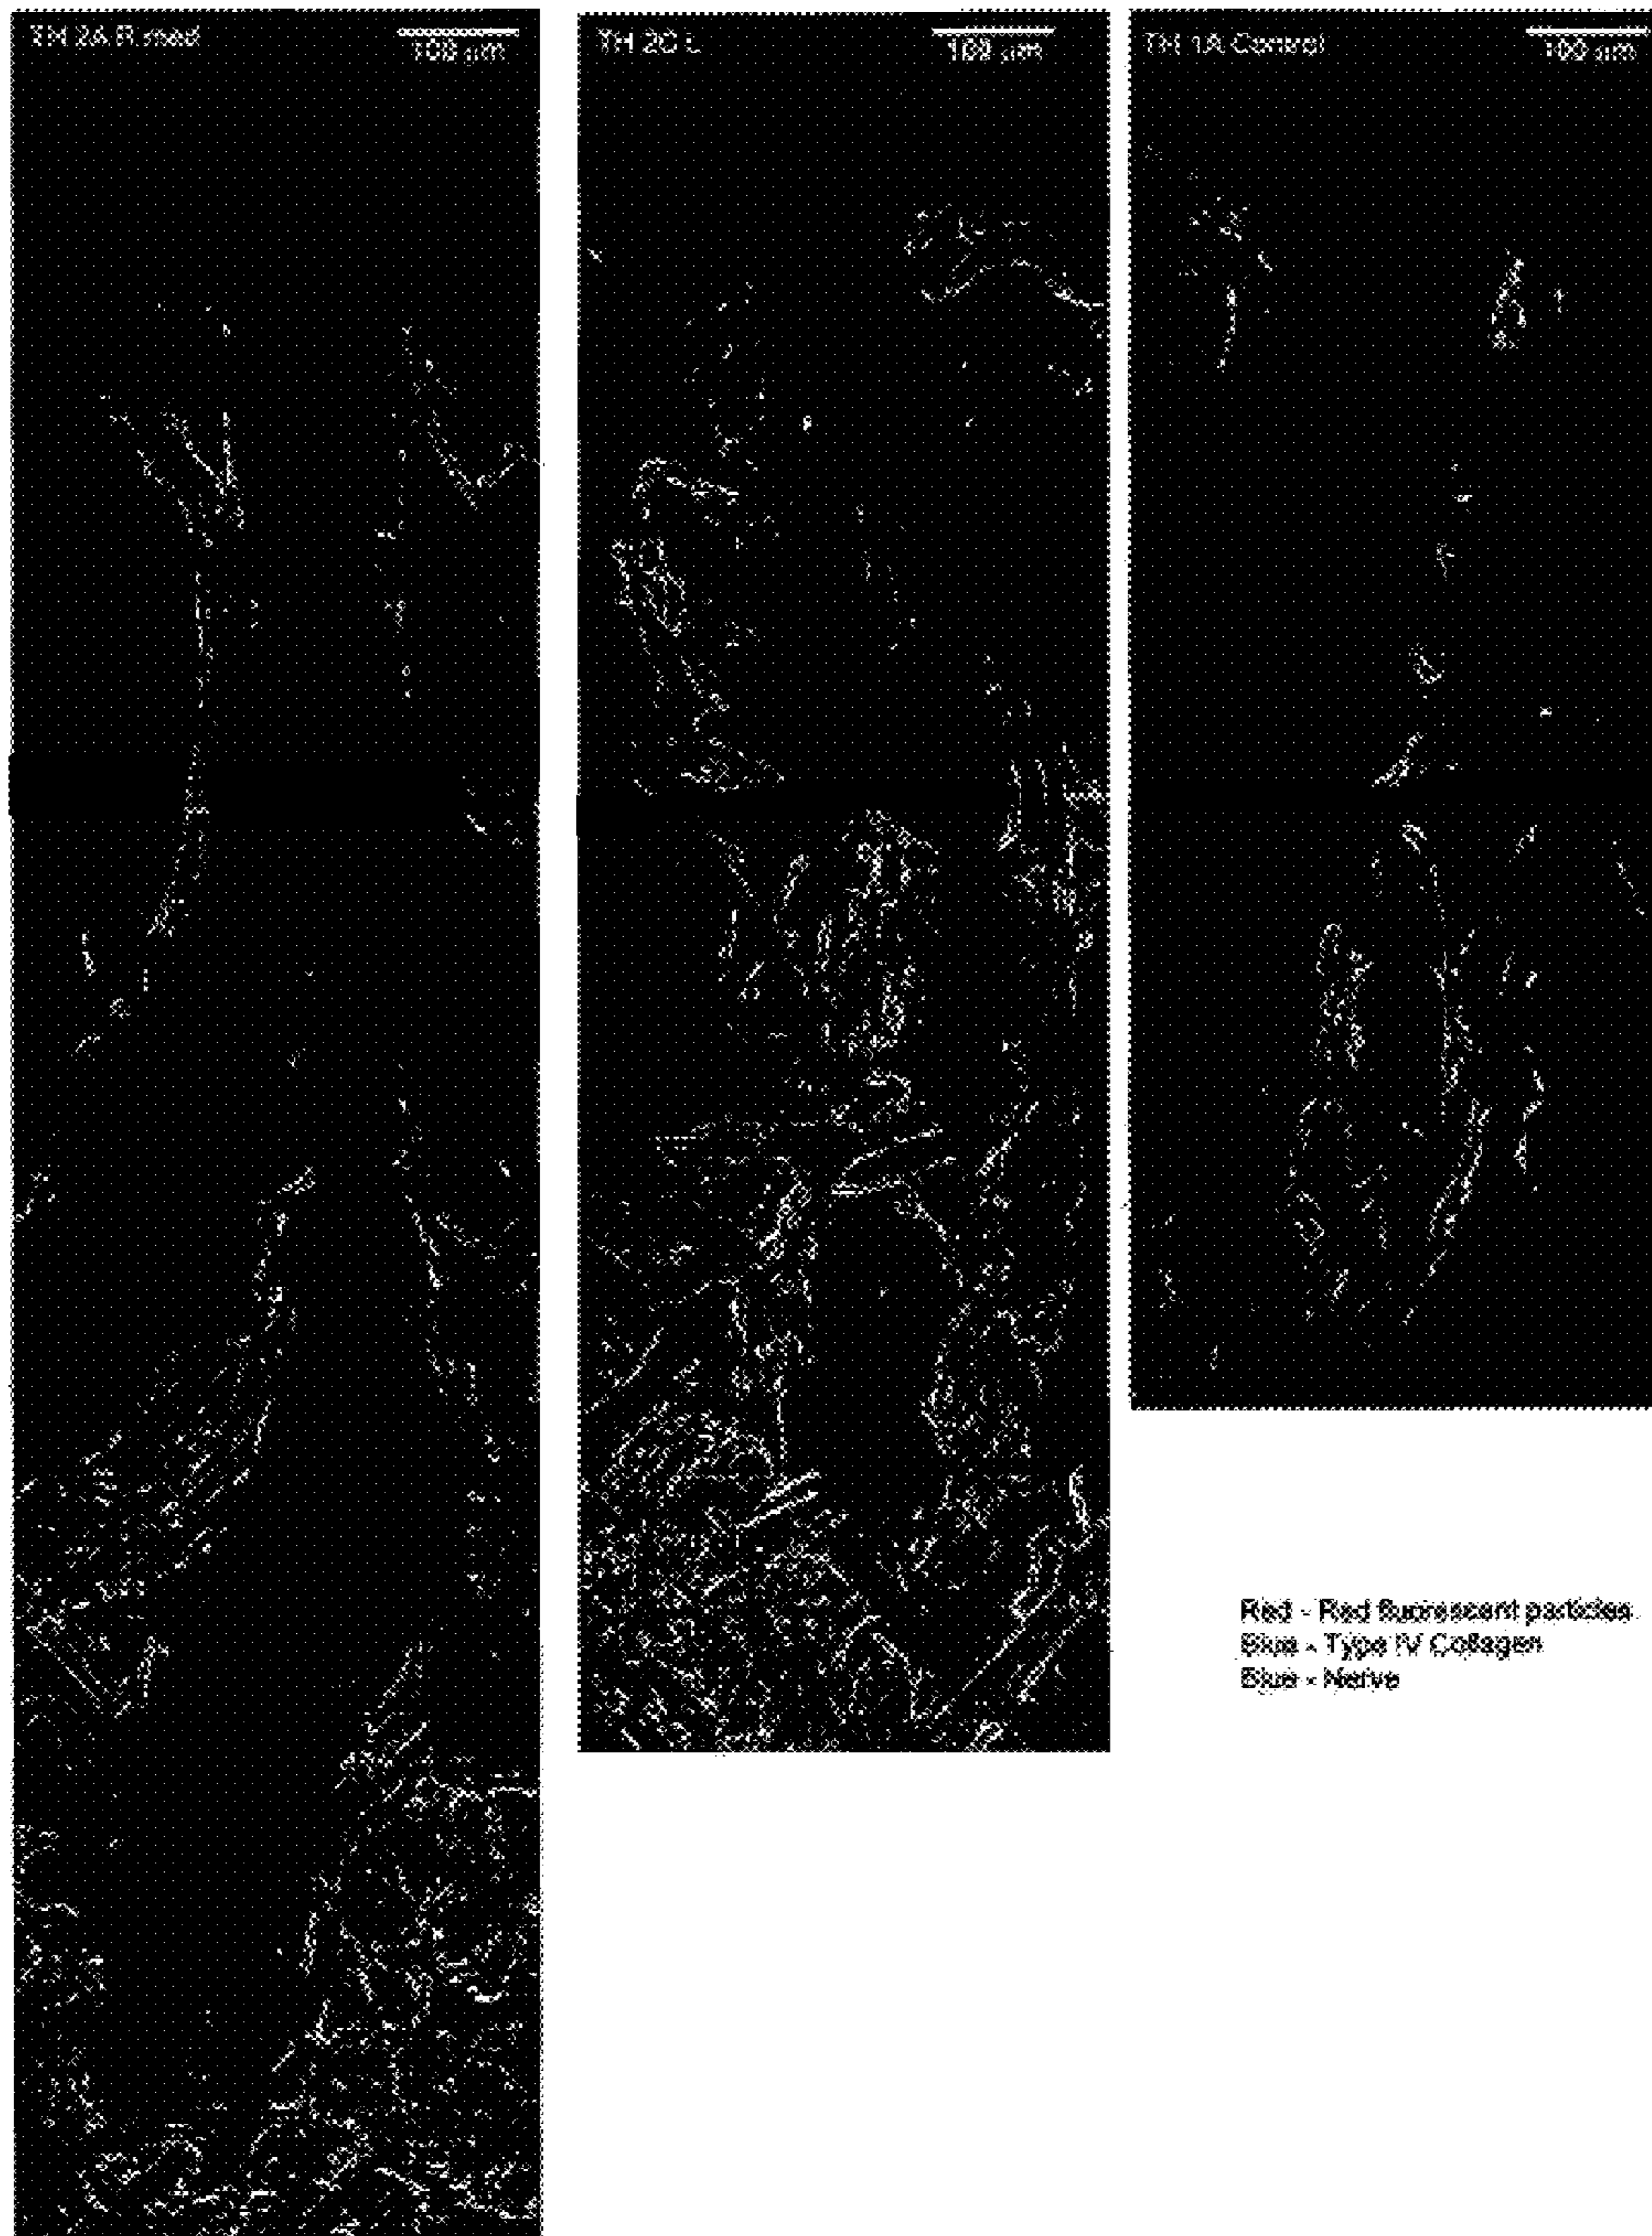 TH 2A R med
100 µm
TH 2C L
100 µm
TH 1A Control
100 µm
Red - Red fluorescent particles
Blue - Type IV Collagen
Blue - Nerve